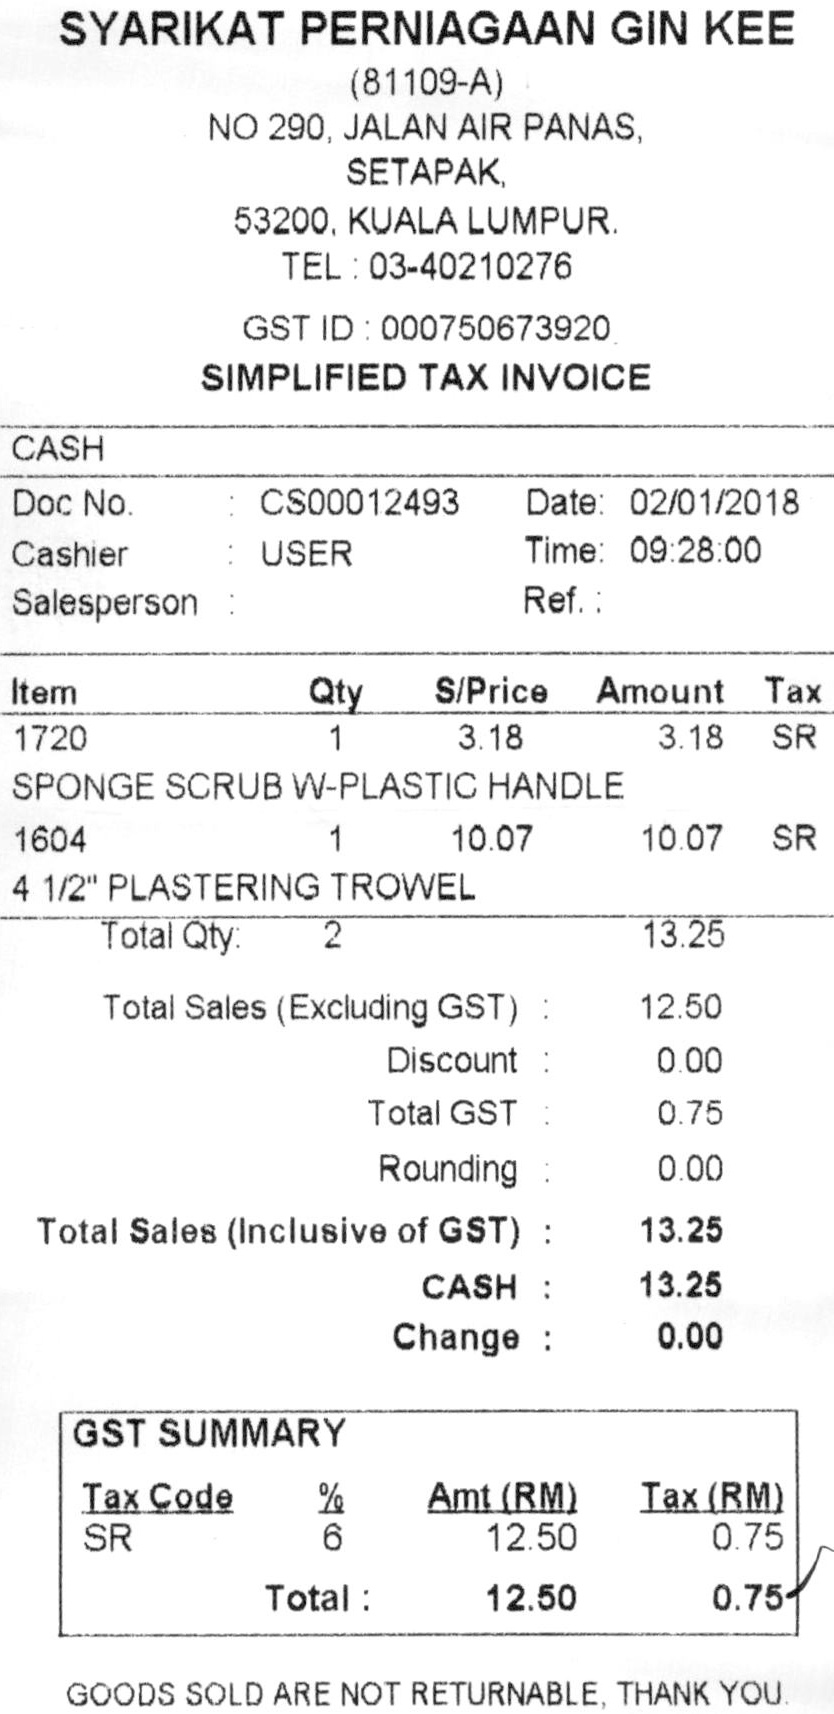 SYARIKAT PERNIAGAAN GIN KEE
(81109-A)
NO 290, JALAN AIR PANAS,
SETAPAK,
53200, KUALA LUMPUR.
TEL : 03-40210276
GST ID : 000750673920
SIMPLIFIED TAX INVOICE
CASH
Doc No. : CS00012493 Date: 02/01/2018
Cashier : USER Time: 09:28:00
Salesperson : Ref. :
Item Qty S/Price Amount Tax
1720 1 3.18 3.18 SR
SPONGE SCRUB W-PLASTIC HANDLE
1604 1 10.07 10.07 SR
4 1/2" PLASTERING TROWEL
Total Qty: 2 13.25
Total Sales (Excluding GST) : 12.50
Discount : 0.00
Total GST : 0.75
Rounding : 0.00
Total Sales (Inclusive of GST) : 13.25
CASH : 13.25
Change : 0.00
GST SUMMARY
Tax Code % Amt (RM) Tax (RM)
SR 6 12.50 0.75
Total : 12.50 0.75
GOODS SOLD ARE NOT RETURNABLE, THANK YOU.